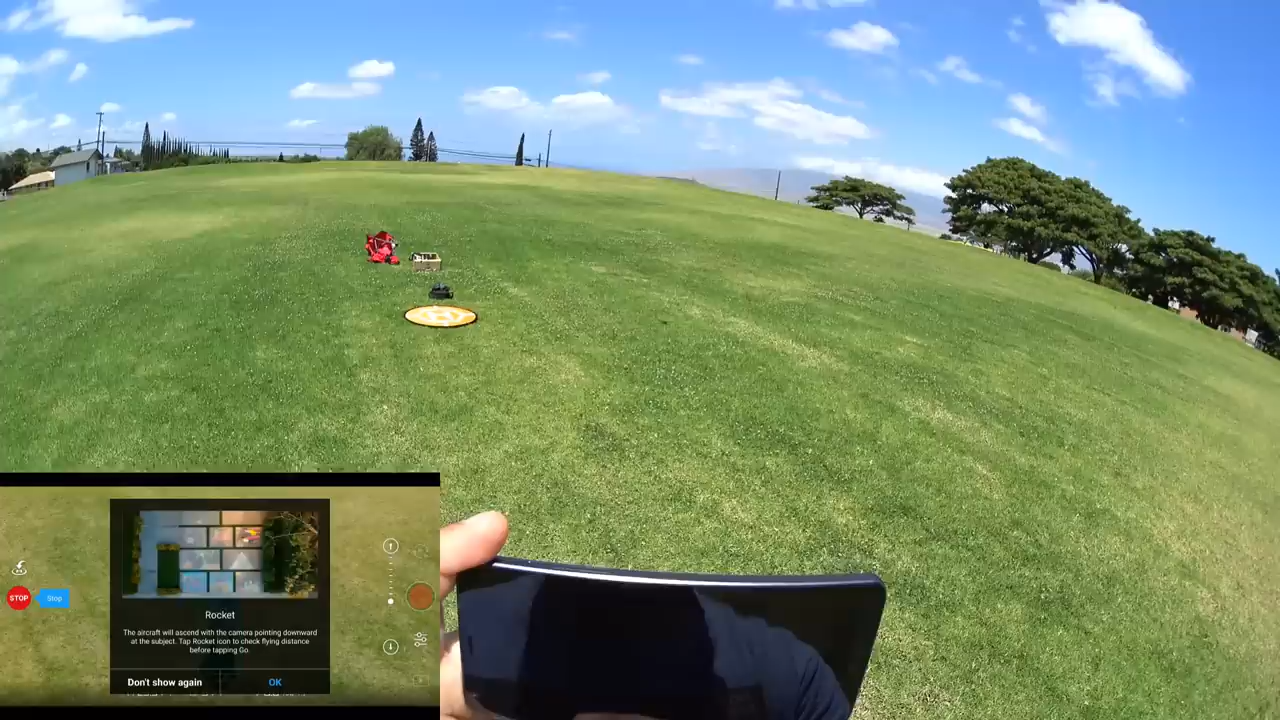 STOP
Stop
Rocket
The aircraft will ascend with the camera pointing downward
at the subject. Tap Rocket icon to check flying distance
before tapping Go.
Don't show again
OK